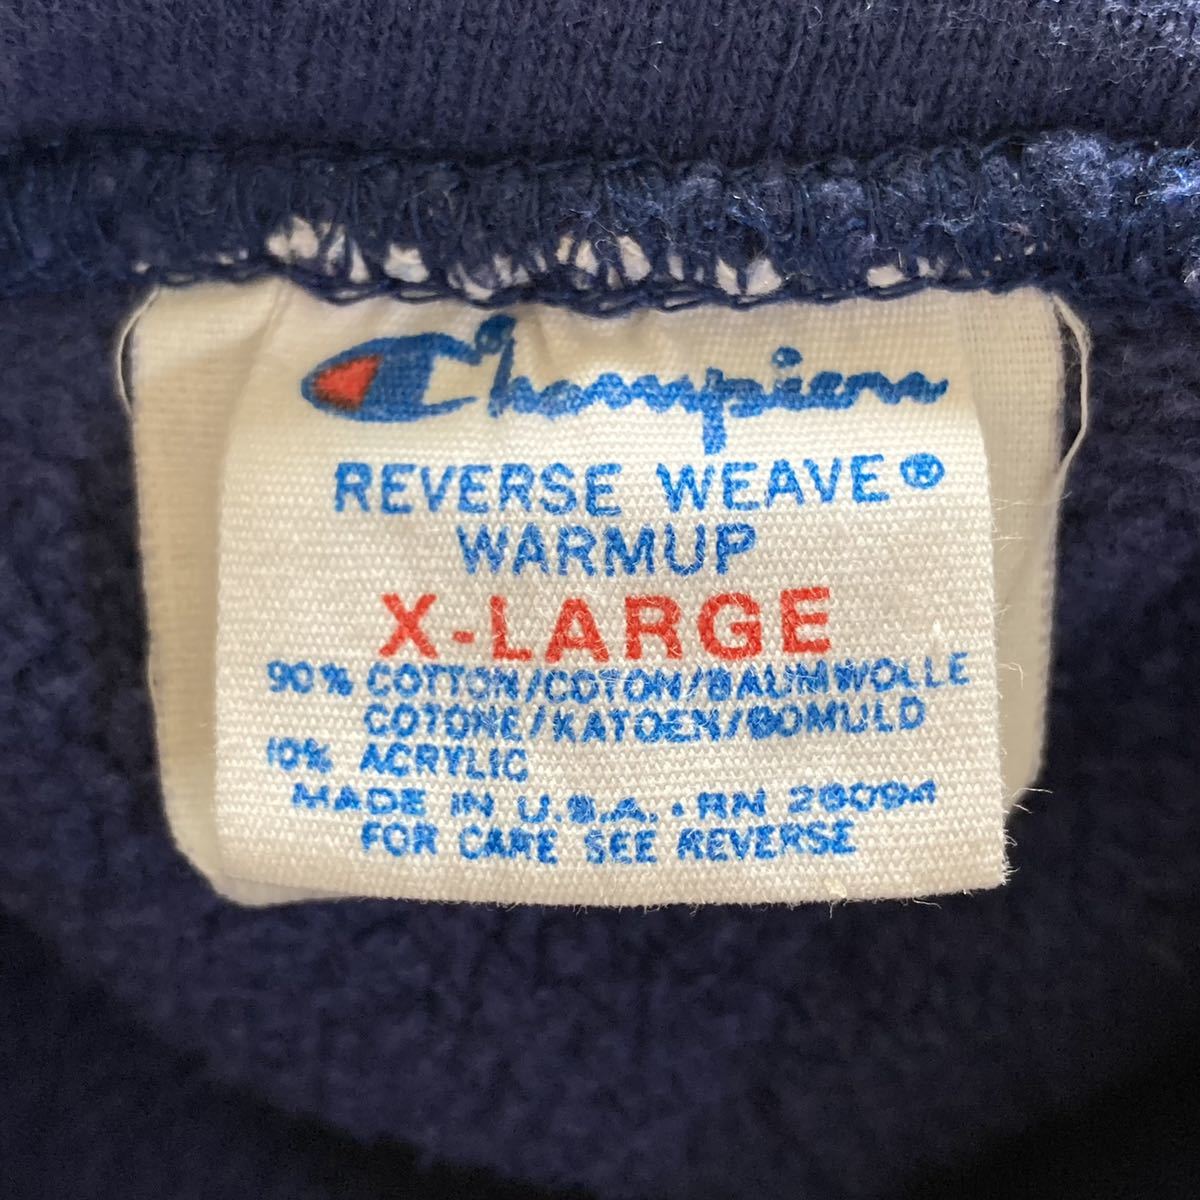 Champion
REVERSE WEAVE®
WARMUP
X-LARGE
90% COTTON/COTON/BAUMWOLLE
COTONE/KATOEN/BOMULD
10% ACRYLIC
MADE IN U.S.A. • RN 26094
FOR CARE SEE REVERSE